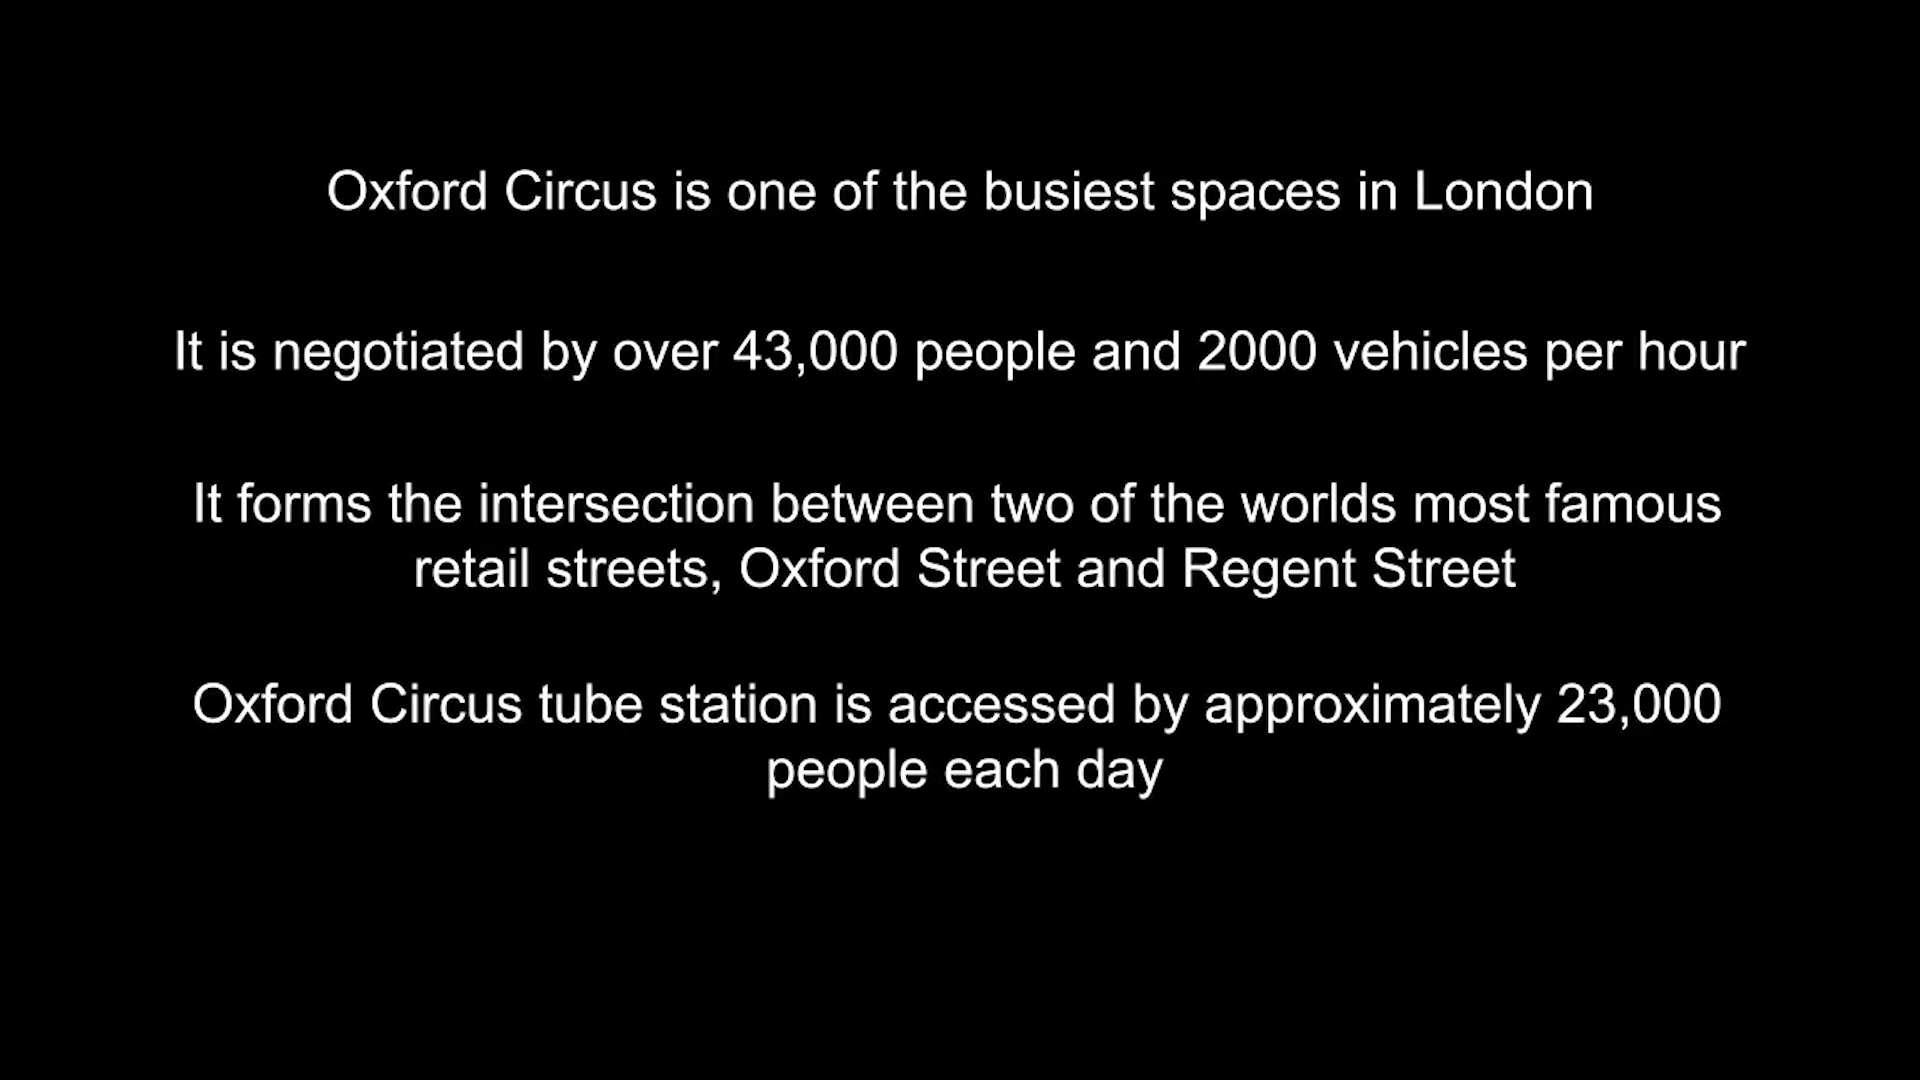 Oxford Circus is one of the busiest spaces in London
It is negotiated by over 43,000 people and 2000 vehicles per hour
It forms the intersection between two of the worlds most famous
retail streets, Oxford Street and Regent Street
Oxford Circus tube station is accessed by approximately 23,000
people each day